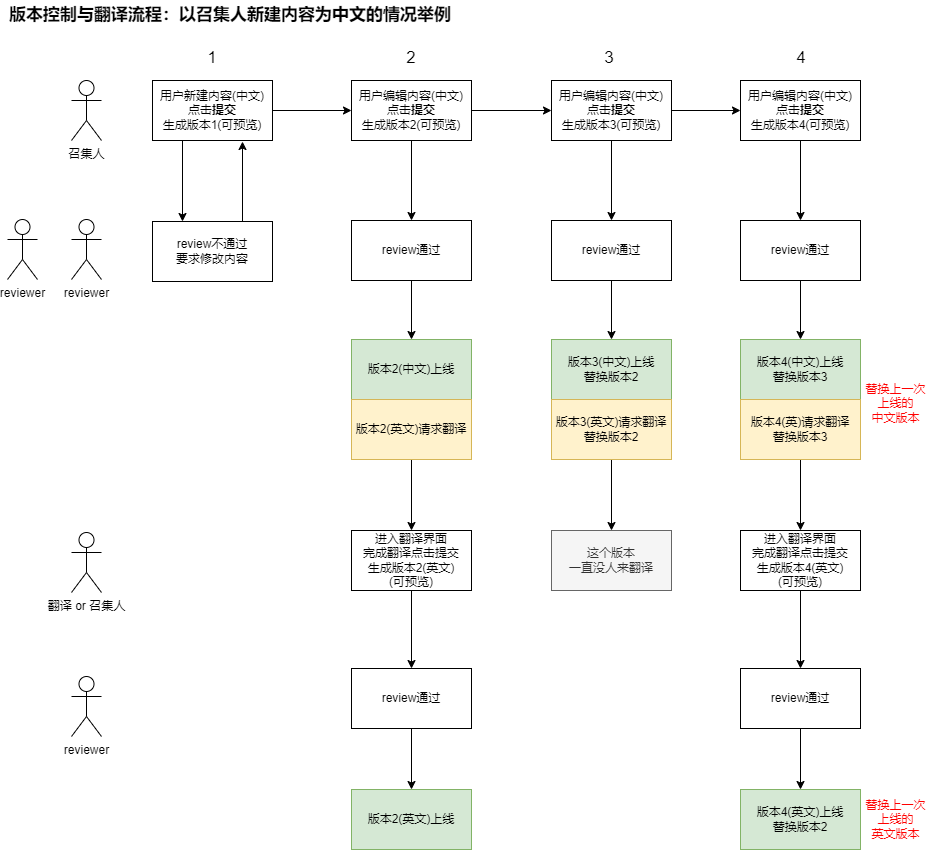 版本控制与翻译流程：以召集人新建内容为中文的情况举例
1
2
3
4
用户新建内容(中文)
点击提交
生成版本1(可预览)
用户编辑内容(中文)
点击提交
生成版本2(可预览)
用户编辑内容(中文)
点击提交
生成版本3(可预览)
用户编辑内容(中文)
点击提交
生成版本4(可预览)
召集人
review不通过
要求修改内容
review通过
review通过
review通过
reviewer
reviewer
版本2(中文)上线
版本3(中文)上线
替换版本2
版本4(中文)上线
替换版本3
替换上一次
上线的
中文版本
版本2(英文)请求翻译
版本3(英文)请求翻译
替换版本2
版本4(英)请求翻译
替换版本3
进入翻译界面
完成翻译点击提交
生成版本2(英文)
(可预览)
这个版本
一直没人来翻译
进入翻译界面
完成翻译点击提交
生成版本4(英文)
(可预览)
翻译 or 召集人
review通过
review通过
reviewer
版本2(英文)上线
版本4(英文)上线
替换版本2
替换上一次
上线的
英文版本